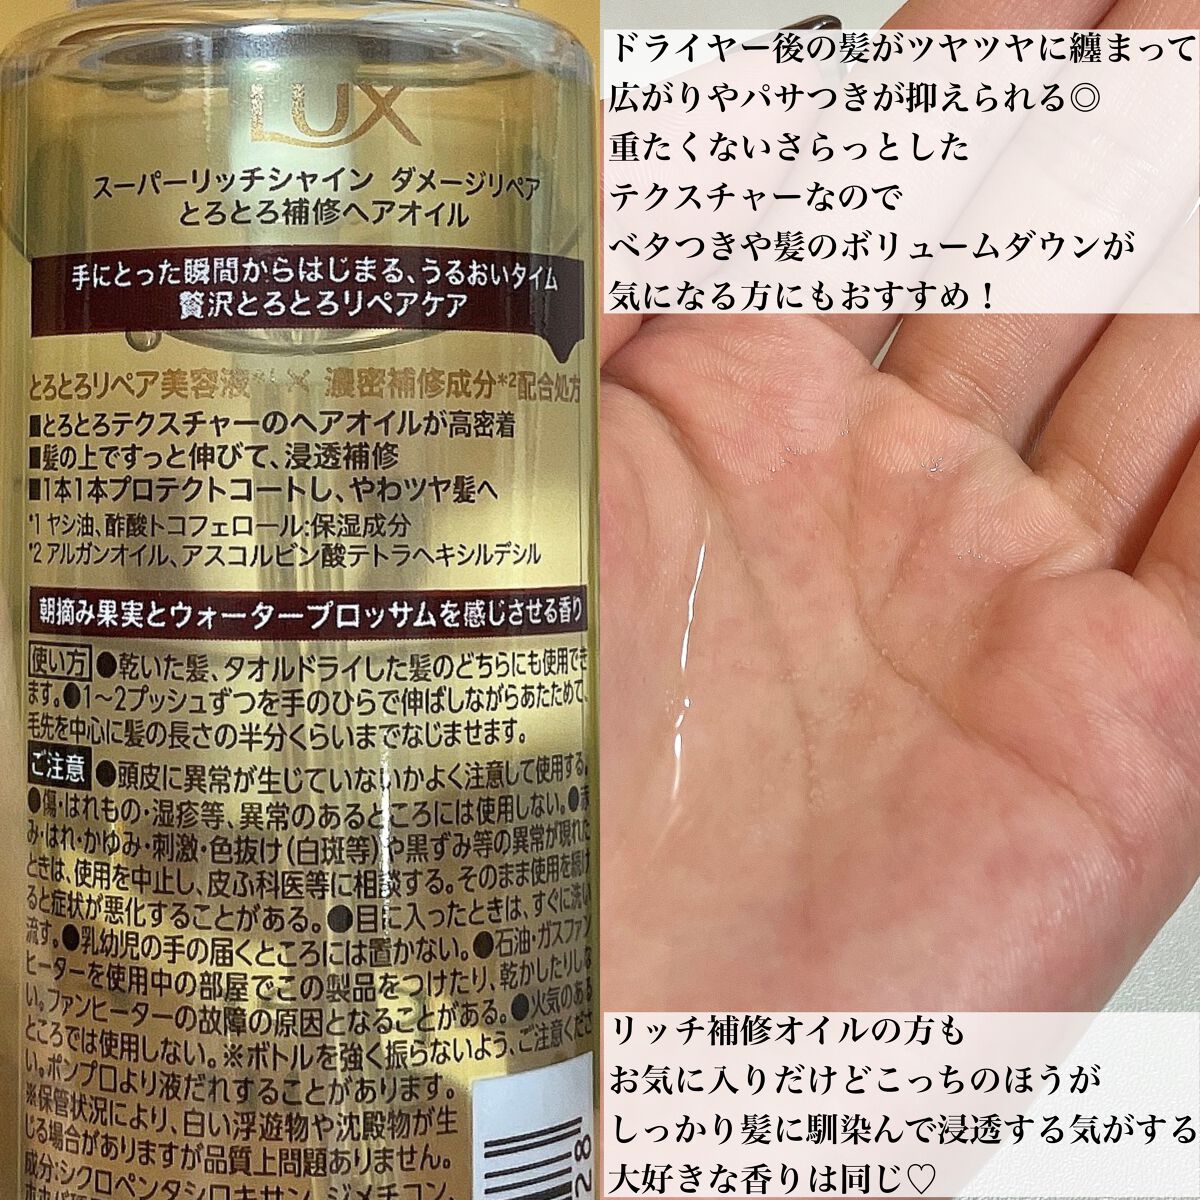 LUX
スーパーリッチシャイン ダメージリペア
とろとろ補修ヘアオイル
手にとった瞬間からはじまる、うるおいタイム
贅沢とろとろリペアケア
とろとろリペア美容液*1 × 濃密補修成分*2配合処方
■とろとろテクスチャーのヘアオイルが高密着
■髪の上ですっと伸びて、浸透補修
■1本1本プロテクトコートし、やわツヤ髪へ
*1 ヤシ油、酢酸トコフェロール:保湿成分
*2 アルガンオイル、アスコルビン酸テトラヘキシルデシル
朝摘み果実とウォーターブロッサムを感じさせる香り
使い方 ●乾いた髪、タオルドライした髪のどちらにも使用でき
ます。●1〜2プッシュずつを手のひらで伸ばしながらあたためて、
毛先を中心に髪の長さの半分くらいまでなじませます。
ご注意 ●頭皮に異常が生じていないかよく注意して使用する。
●傷・はれもの・湿疹等、異常のあるところには使用しない。●赤
み・はれ・かゆみ・刺激・色抜け(白斑等)や黒ずみ等の異常が現れた
ときは、使用を中止し、皮ふ科医等に相談する。そのまま使用を続け
ると症状が悪化することがある。●目に入ったときは、すぐに洗い
流す。●乳幼児の手の届くところには置かない。●石油・ガスファン
ヒーターを使用中の部屋でこの製品をつけたり、乾かしたりしな
い。ファンヒーターの故障の原因となることがある。●火気のある
ところでは使用しない。※ボトルを強く振らないよう、ご注意くださ
い。ポンプ口より液だれすることがあります。
※保管状況により、白い浮遊物や沈殿物が生
じる場合がありますが品質上問題ありません。
成分:シクロペンタシロキサン、ジメチコン、
ドライヤー後の髪がツヤツヤに纏まって
広がりやパサつきが抑えられる◎
重たくないさらっとした
テクスチャーなので
ベタつきや髪のボリュームダウンが
気になる方にもおすすめ！
リッチ補修オイルの方も
お気に入りだけどこっちのほうが
しっかり髪に馴染んで浸透する気がする
大好きな香りは同じ♡